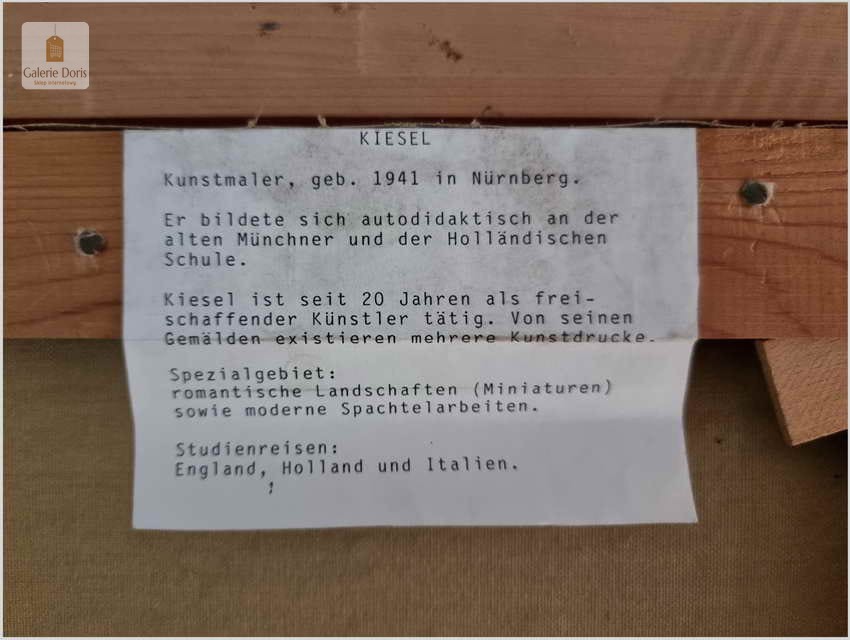 Galerie Doris
KIESEL
Kunstmaler, geb. 1941 in Nürnberg.
Er bildete sich autodidaktisch an der
alten Münchner und der Holländischen
Schule.
Kiesel ist seit 20 Jahren als frei-
schaffender Künstler tätig. Von seinen
Gemälden existieren mehrere Kunstdrucke.
Spezialgebiet:
romantische Landschaften (Miniaturen)
sowie moderne Spachtelarbeiten.
Studienreisen:
England, Holland und Italien.